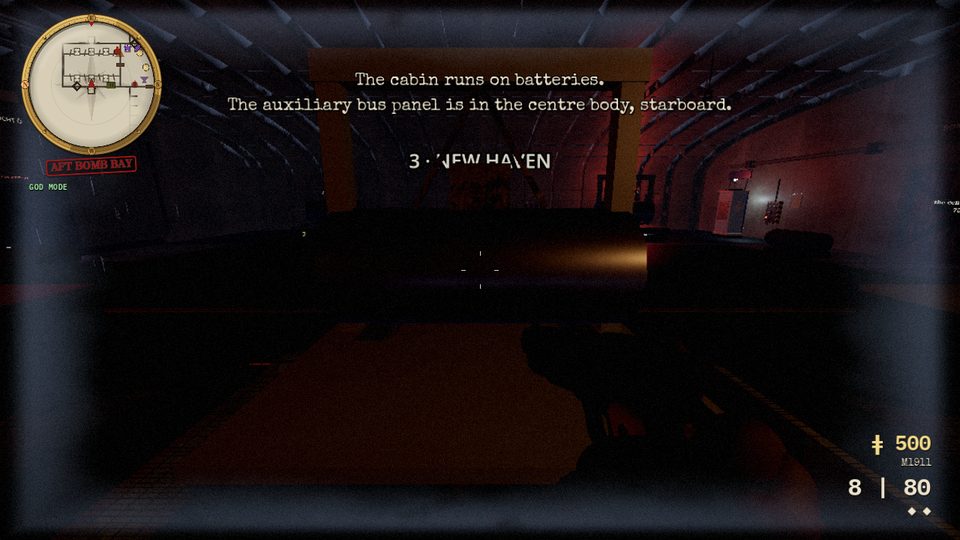 The cabin runs on batteries.
The auxiliary bus panel is in the centre body, starboard.
3 · NEW HAVEN
AFT BOMB BAY
GOD MODE
500
M1911
8 | 80